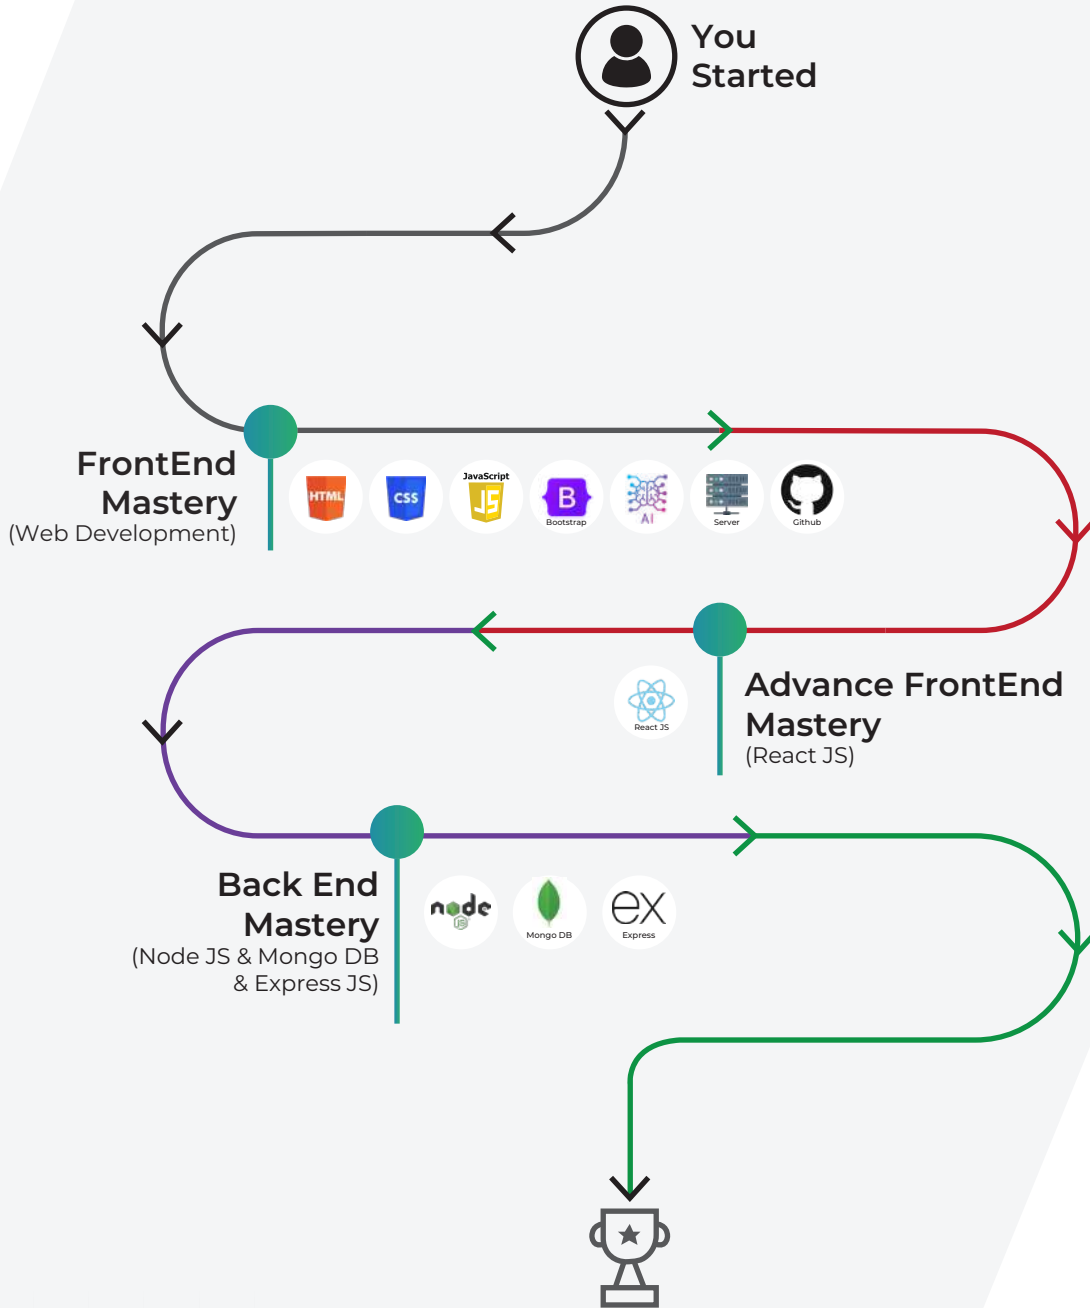 You
Started
FrontEnd
Mastery
(Web Development)
HTML
CSS
JavaScript
JS
B
Bootstrap
AI
Server
Github
React JS
Advance FrontEnd
Mastery
(React JS)
Back End
Mastery
(Node JS & Mongo DB
& Express JS)
node
JS
Mongo DB
ex
Express